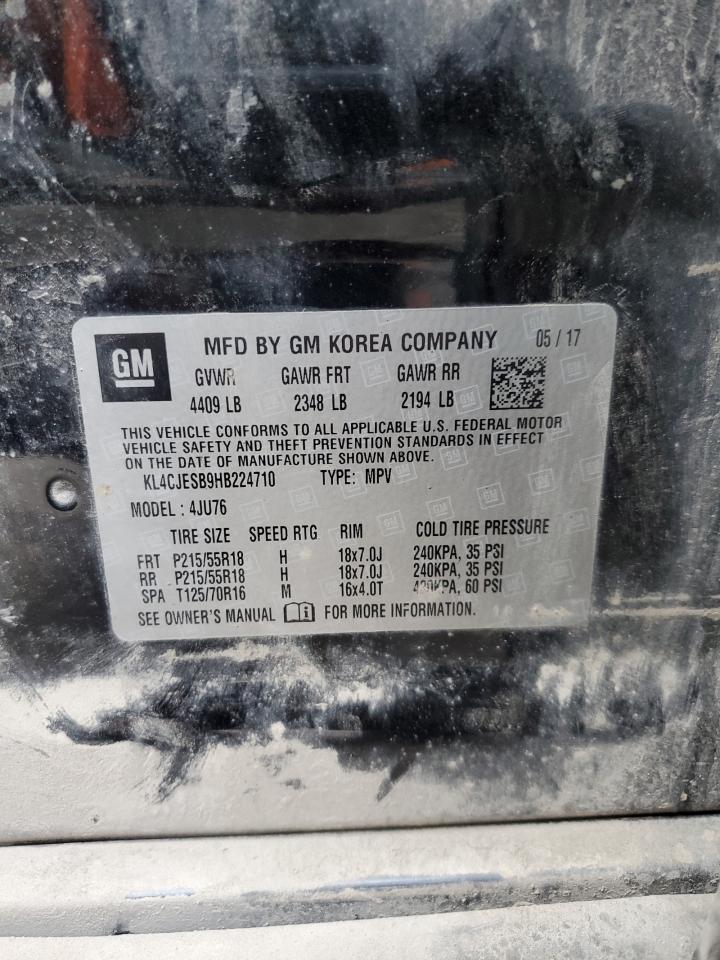 GM
MFD BY GM KOREA COMPANY 05 / 17
GVWR GAWR FRT GAWR RR
4409 LB 2348 LB 2194 LB
THIS VEHICLE CONFORMS TO ALL APPLICABLE U.S. FEDERAL MOTOR
VEHICLE SAFETY AND THEFT PREVENTION STANDARDS IN EFFECT
ON THE DATE OF MANUFACTURE SHOWN ABOVE.
KL4CJESB9HB224710 TYPE: MPV
MODEL : 4JU76
TIRE SIZE SPEED RTG RIM COLD TIRE PRESSURE
FRT P215/55R18 H 18x7.0J 240KPA, 35 PSI
RR P215/55R18 H 18x7.0J 240KPA, 35 PSI
SPA T125/70R16 M 16x4.0T 420KPA, 60 PSI
SEE OWNER'S MANUAL FOR MORE INFORMATION.